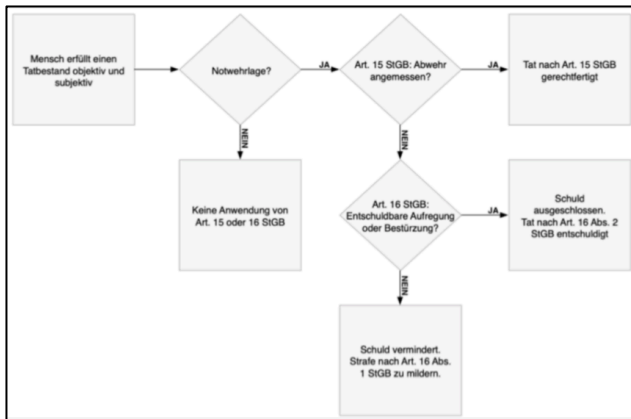 Mensch erfüllt einen
Tatbestand objektiv und
subjektiv
Notwehrlage?
JA
Art. 15 StGB: Abwehr
angemessen?
JA
Tat nach Art. 15 StGB
gerechtfertigt
NEIN
NEIN
Keine Anwendung von
Art. 15 oder 16 StGB
Art. 16 StGB:
Entschuldbare Aufregung
oder Bestürzung?
JA
Schuld
ausgeschlossen.
Tat nach Art. 16 Abs. 2
StGB entschuldigt
NEIN
Schuld vermindert.
Strafe nach Art. 16 Abs.
1 StGB zu mildern.